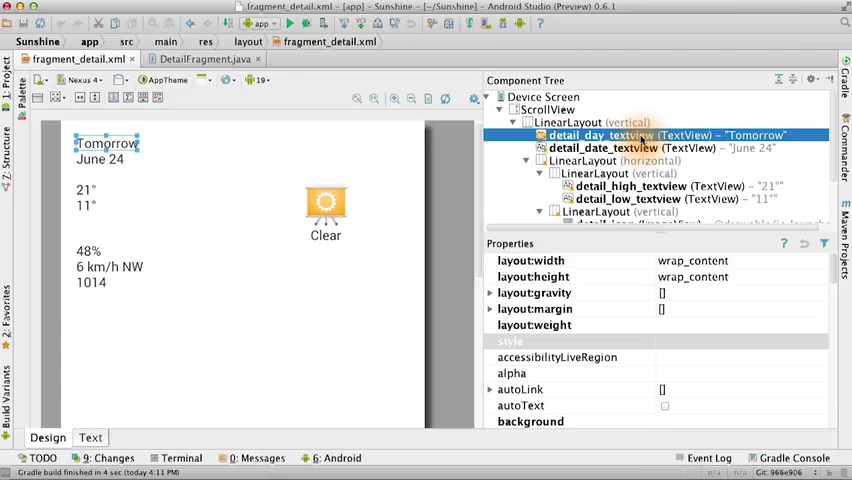 fragment_detail.xml - [app] - Sunshine - [~/Sunshine] - Android Studio (Preview) 0.6.1
app
Sunshine app src main res layout fragment_detail.xml
fragment_detail.xml × DetailFragment.java ×
Nexus 4 AppTheme 19
Component Tree
Device Screen
ScrollView
LinearLayout (vertical)
detail_day_textview (TextView) - "Tomorrow"
detail_date_textview (TextView) - "June 24"
LinearLayout (horizontal)
LinearLayout (vertical)
detail_high_textview (TextView) - "21°"
detail_low_textview (TextView) - "11°"
LinearLayout (vertical)
Tomorrow
June 24
21°
11°
Clear
48%
6 km/h NW
1014
Properties
layout:width wrap_content
layout:height wrap_content
layout:gravity []
layout:margin []
layout:weight
style
accessibilityLiveRegion
alpha
autoLink []
autoText
background
Design Text
1: Project
Z: Structure
2: Favorites
Build Variants
Palette
Gradle
Commander
Maven Projects
TODO 9: Changes Terminal 0: Messages 6: Android Event Log Gradle Console
Gradle build finished in 4 sec (today 4:11 PM) n/a n/a Git: 966e906